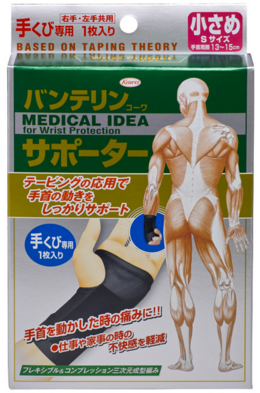 手くび専用 右手・左手共用 1枚入り
小さめ
Sサイズ
手首周囲 13~15cm
BASED ON TAPING THEORY
Kowa
バンテリンコーワ
MEDICAL IDEA
for Wrist Protection
サポーター
テーピングの応用で
手首の動きを
しっかりサポート
手くび専用
1枚入り
手首を動かした時の痛みに!!
●仕事や家事の時の
不快感を軽減
フレキシブル&コンプレッション三次元成型編み